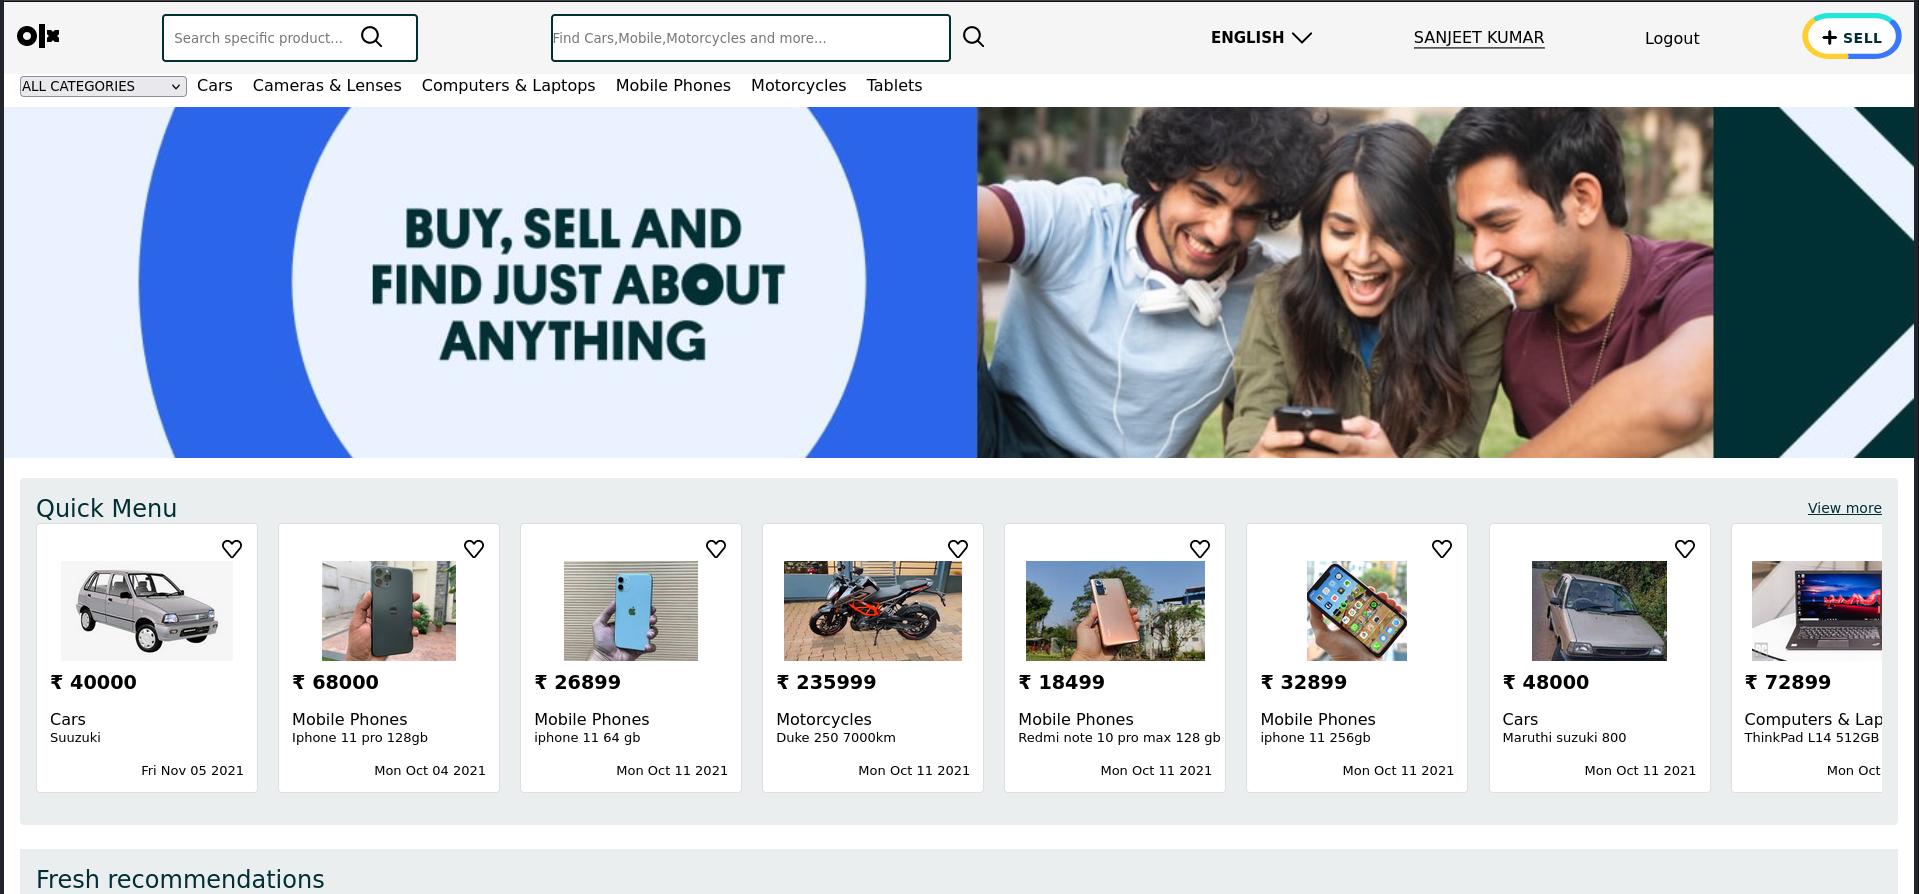 olx
Search specific product...
Find Cars,Mobile,Motorcycles and more...
ENGLISH
SANJEET KUMAR
Logout
+ SELL
ALL CATEGORIES
Cars
Cameras & Lenses
Computers & Laptops
Mobile Phones
Motorcycles
Tablets
BUY, SELL AND
FIND JUST ABOUT
ANYTHING
Quick Menu
View more
₹ 40000
Cars
Suuzuki
Fri Nov 05 2021
₹ 68000
Mobile Phones
Iphone 11 pro 128gb
Mon Oct 04 2021
₹ 26899
Mobile Phones
iphone 11 64 gb
Mon Oct 11 2021
₹ 235999
Motorcycles
Duke 250 7000km
Mon Oct 11 2021
₹ 18499
Mobile Phones
Redmi note 10 pro max 128 gb
Mon Oct 11 2021
₹ 32899
Mobile Phones
iphone 11 256gb
Mon Oct 11 2021
₹ 48000
Cars
Maruthi suzuki 800
Mon Oct 11 2021
₹ 72899
Computers & Lap
ThinkPad L14 512GB
Mon Oct
Fresh recommendations